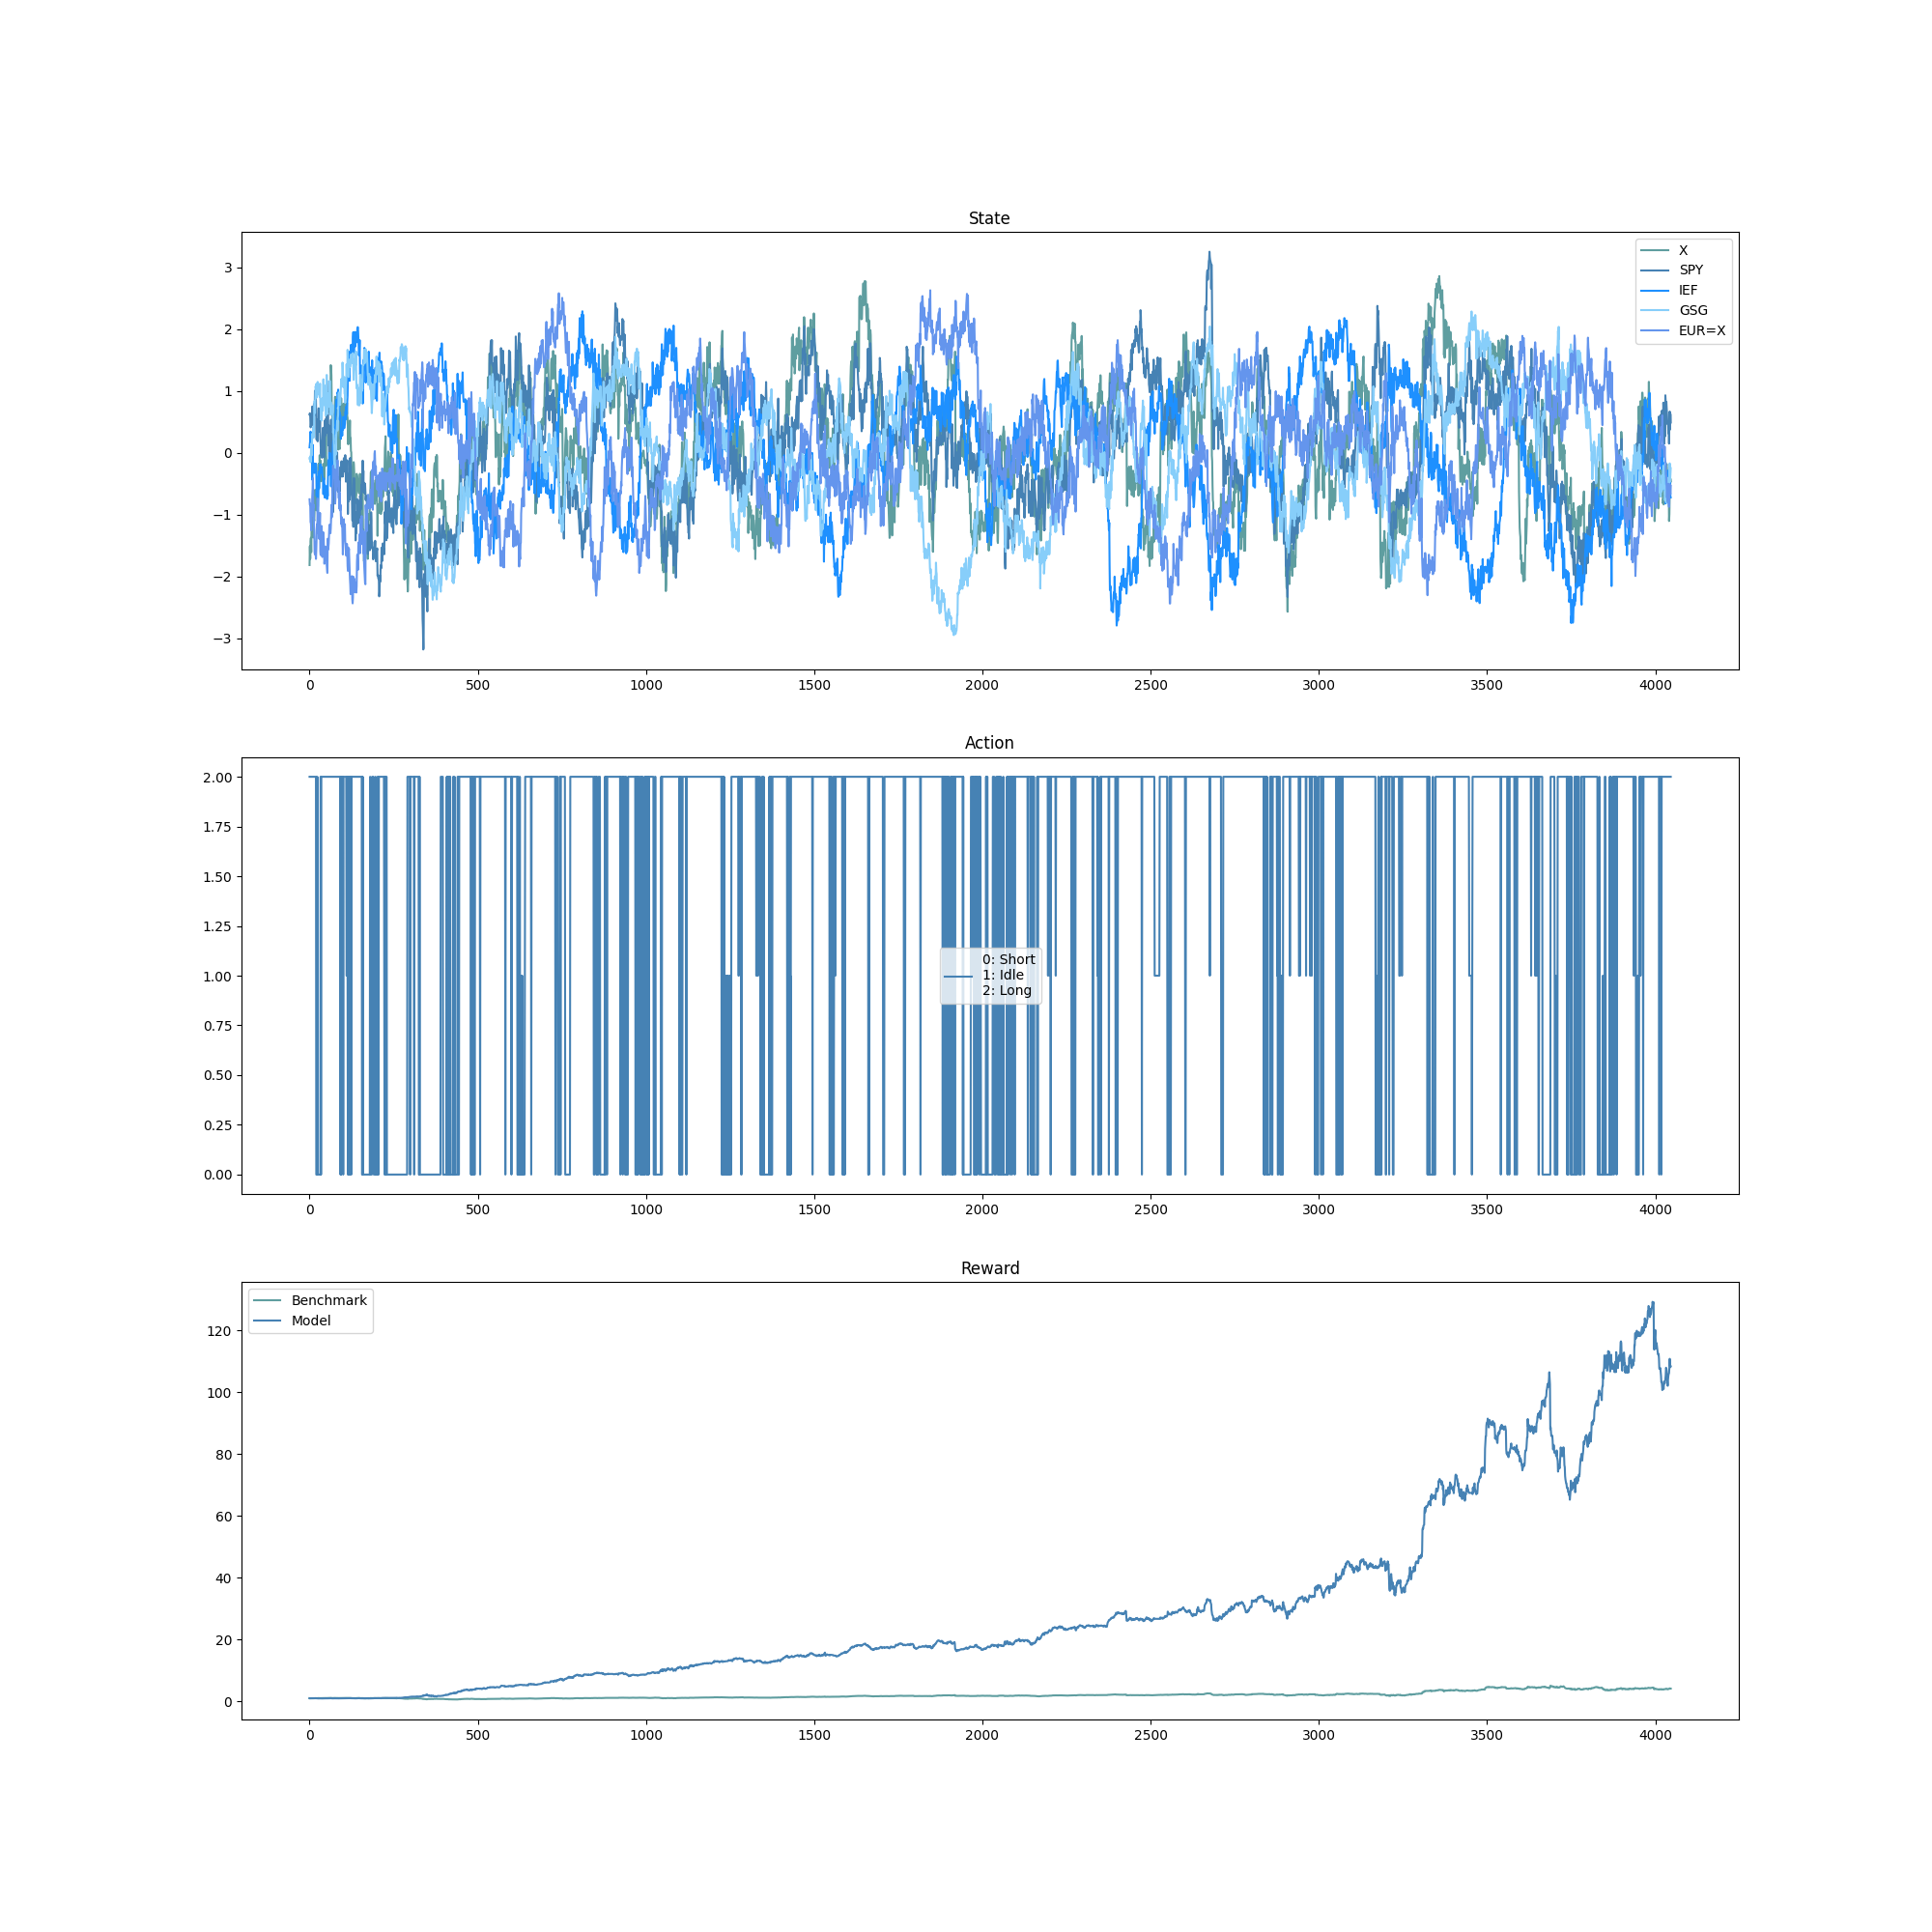 State
3
2
1
0
−1
−2
−3
X
SPY
IEF
GSG
EUR=X
0 500 1000 1500 2000 2500 3000 3500 4000
Action
2.00
1.75
1.50
1.25
1.00
0.75
0.50
0.25
0.00
0: Short
1: Idle
2: Long
0 500 1000 1500 2000 2500 3000 3500 4000
Reward
Benchmark
Model
120
100
80
60
40
20
0
0 500 1000 1500 2000 2500 3000 3500 4000